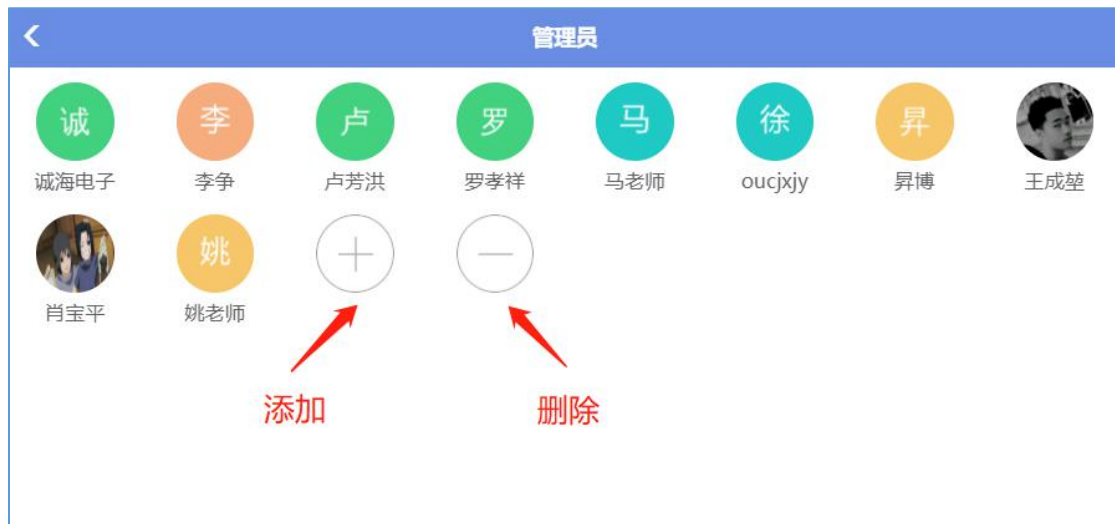 管理员
诚 李 卢 罗 马 徐 昇
诚海电子 李争 卢芳洪 罗孝祥 马老师 oucjxjy 昇博 王成堃
姚
肖宝平 姚老师
添加 删除